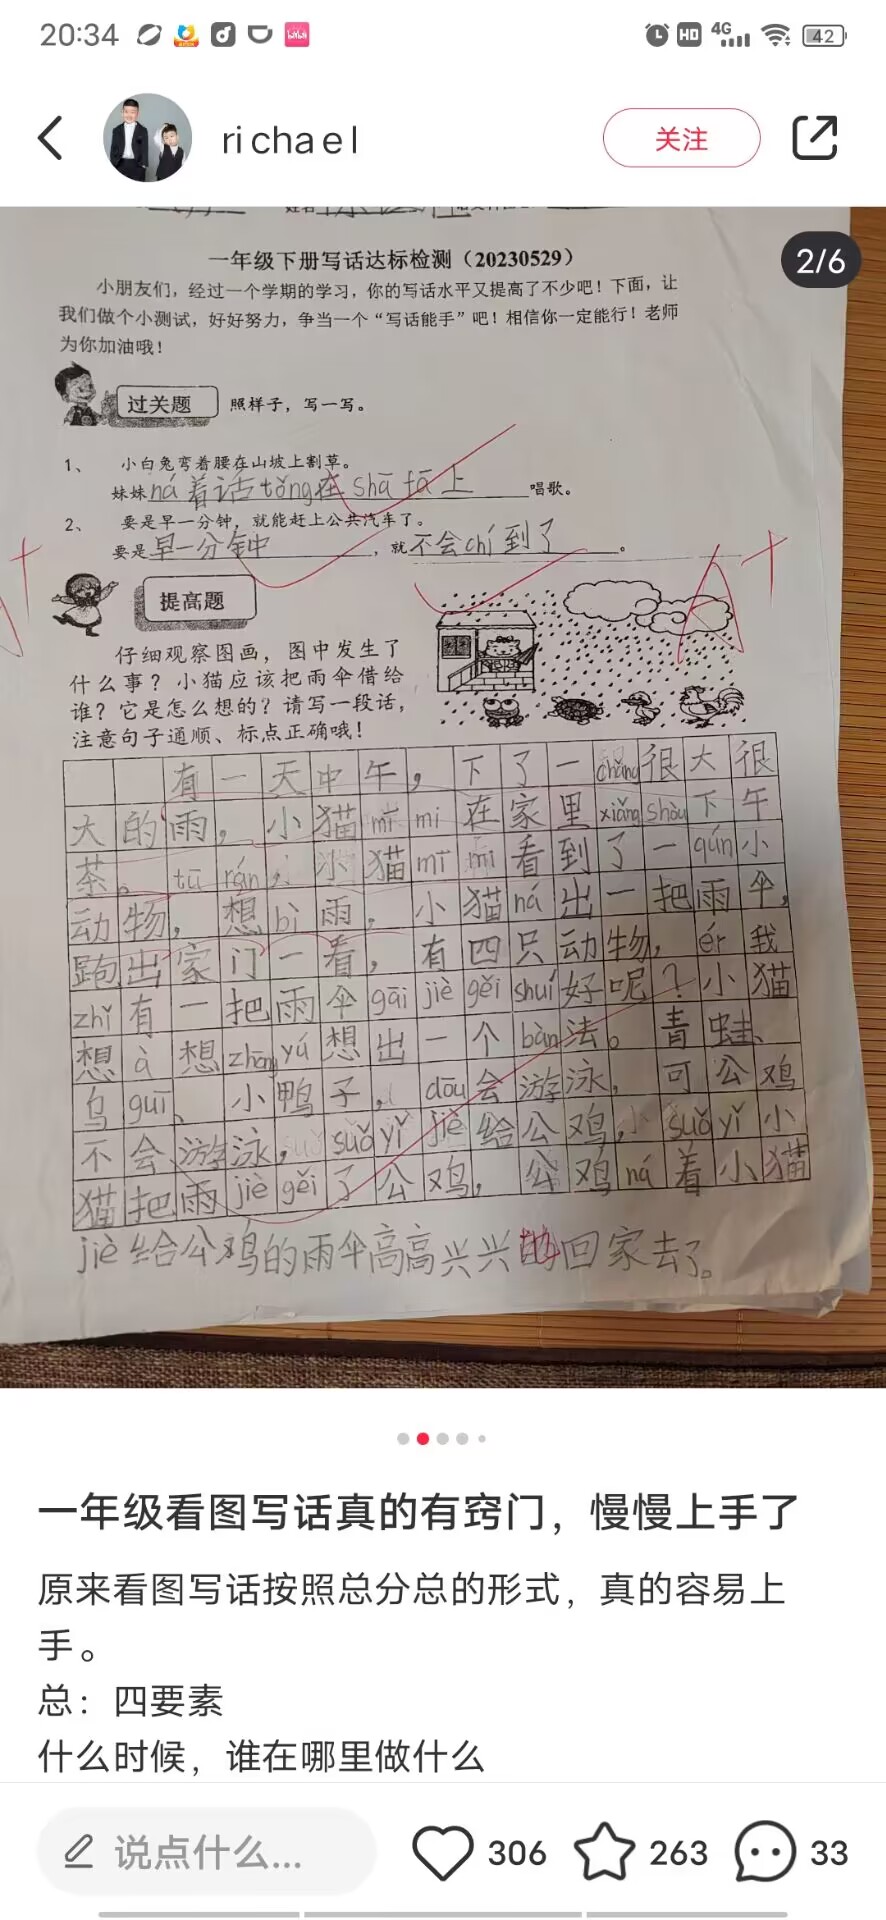 20:34
HD 4G 42
richael
关注
2/6
一年级下册写话达标检测（20230529）
小朋友们，经过一个学期的学习，你的写话水平又提高了不少吧！下面，让
我们做个小测试，好好努力，争当一个“写话能手”吧！相信你一定能行！老师
为你加油哦！
过关题 照样子，写一写。
1、 小白兔弯着腰在山坡上割草。
妹妹ná着话tǒng在shā fā上唱歌。
2、 要是早一分钟，就能赶上公共汽车了。
要是早一分钟，就不会chí到了。
A+
提高题
仔细观察图画，图中发生了
什么事？小猫应该把雨伞借给
谁？它是怎么想的？请写一段话，
注意句子通顺、标点正确哦！
有一天中午，下了一cháng很大很
大的雨，小猫mī mi在家里xiǎng shòu下午
茶。tū rán，小猫mī mi看到了一qún小
动物，想bì雨，小猫ná出一把雨伞，
跑出家门一看，有四只动物，ér我
zhǐ有一把雨伞gāi jiè gěi shuí好呢？小猫
想à想zhōng yú想出一个bàn法。青蛙、
乌guī、小鸭子，dōu会游泳，可公鸡
不会游泳，suǒ yǐ jiè给公鸡，suǒ yǐ小
猫把雨jiè gěi了公鸡，公鸡ná着小猫
jiè给公鸡的雨伞高高兴兴地回家去了。
一年级看图写话真的有窍门，慢慢上手了
原来看图写话按照总分总的形式，真的容易上
手。
总：四要素
什么时候，谁在哪里做什么
说点什么... 306 263 33